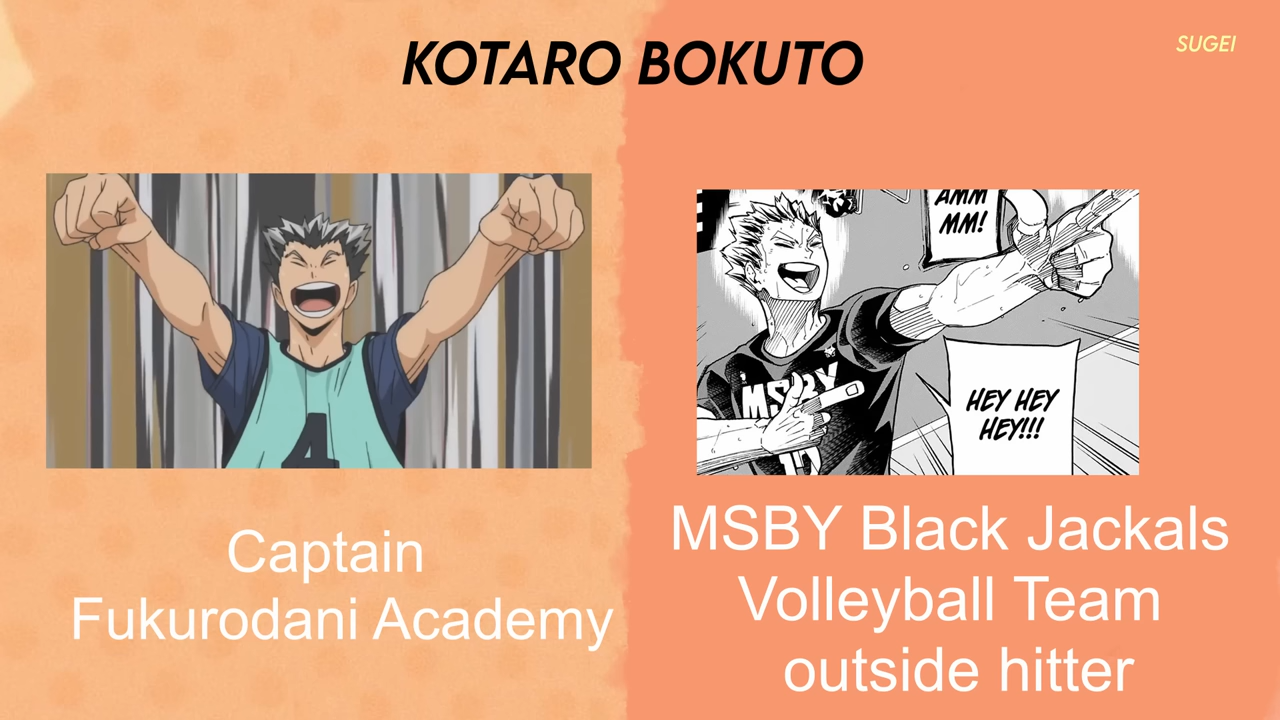 KOTARO BOKUTO
SUGEI
4
Captain
Fukurodani Academy
AMM
MM!
MSBY
HEY HEY
HEY!!!
MSBY Black Jackals
Volleyball Team
outside hitter